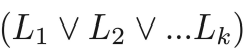 (L₁ ∨ L₂ ∨ ...Lₖ)